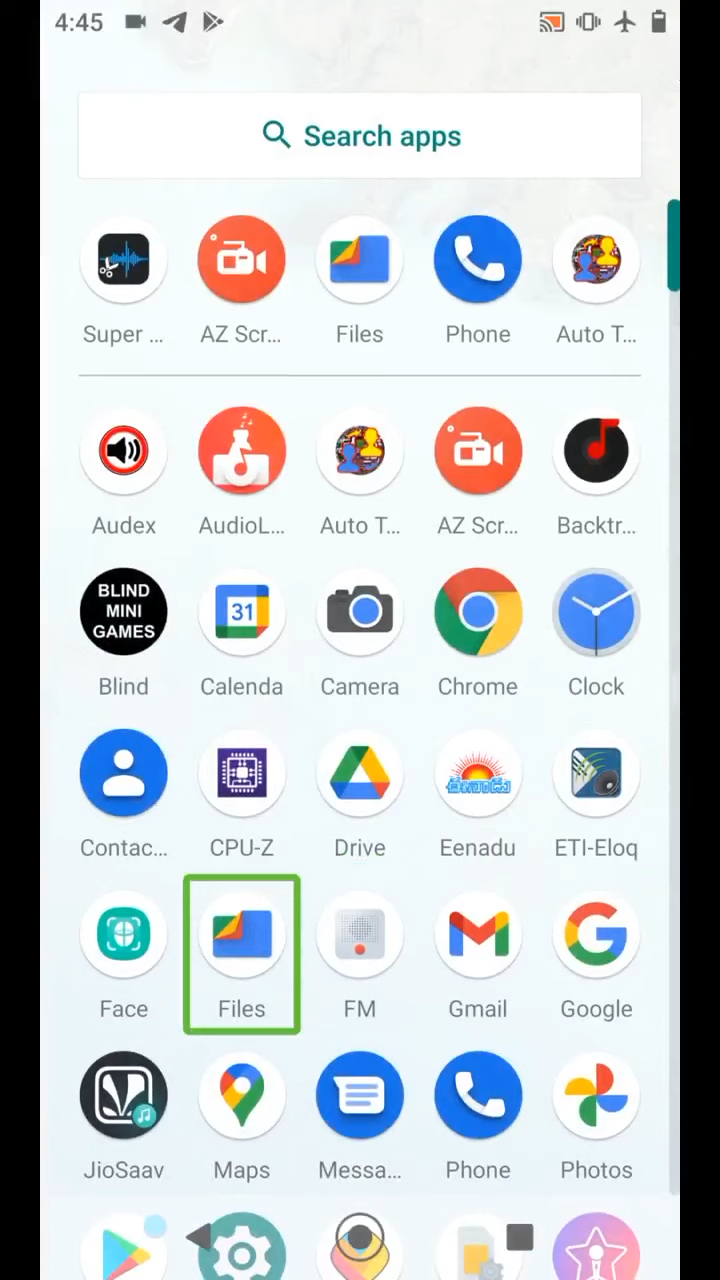 4:45
Search apps
Super ...
AZ Scr...
Files
Phone
Auto T...
Audex
AudioL...
Auto T...
AZ Scr...
Backtr...
BLIND
MINI
GAMES
31
Blind
Calenda
Camera
Chrome
Clock
ఈనాడు
Contac...
CPU-Z
Drive
Eenadu
ETI-Eloq
Face
Files
FM
Gmail
Google
JioSaav
Maps
Messa...
Phone
Photos